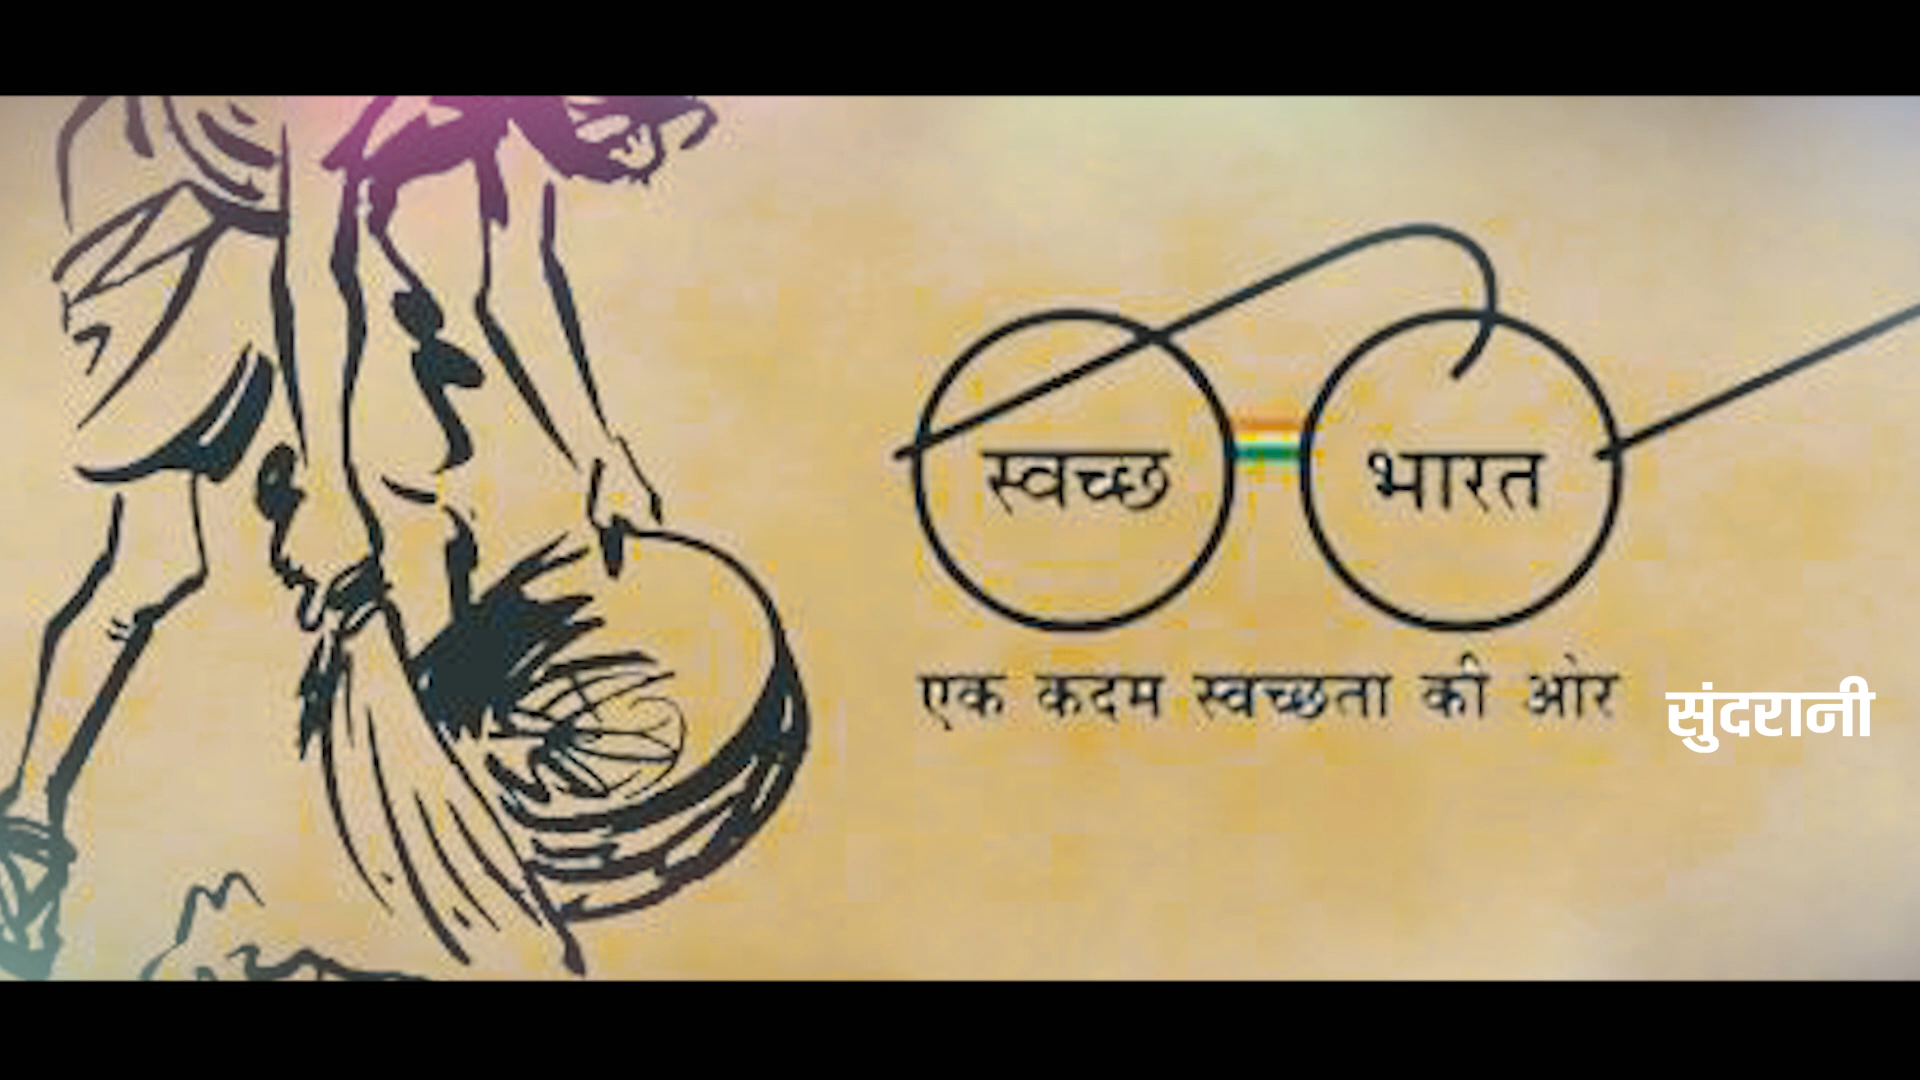 स्वच्छ भारत
एक कदम स्वच्छता की ओर
सुंदरानी